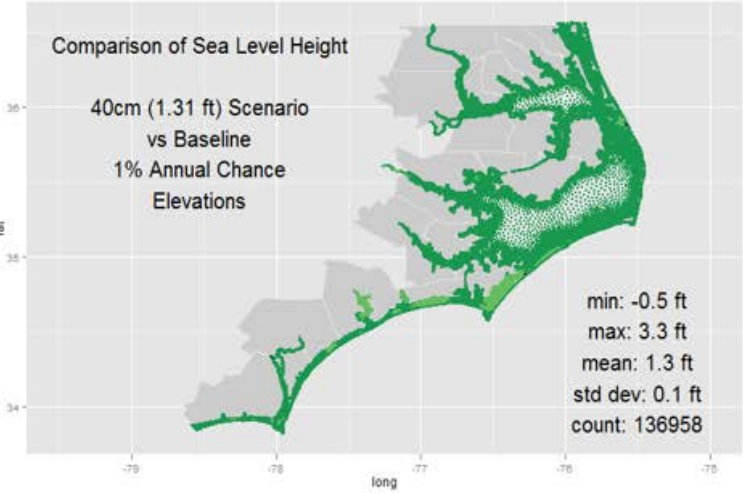 Comparison of Sea Level Height
40cm (1.31 ft) Scenario
vs Baseline
1% Annual Chance
Elevations
min: -0.5 ft
max: 3.3 ft
mean: 1.3 ft
std dev: 0.1 ft
count: 136958
36
35
34
-79
-78
-77
-76
-75
long